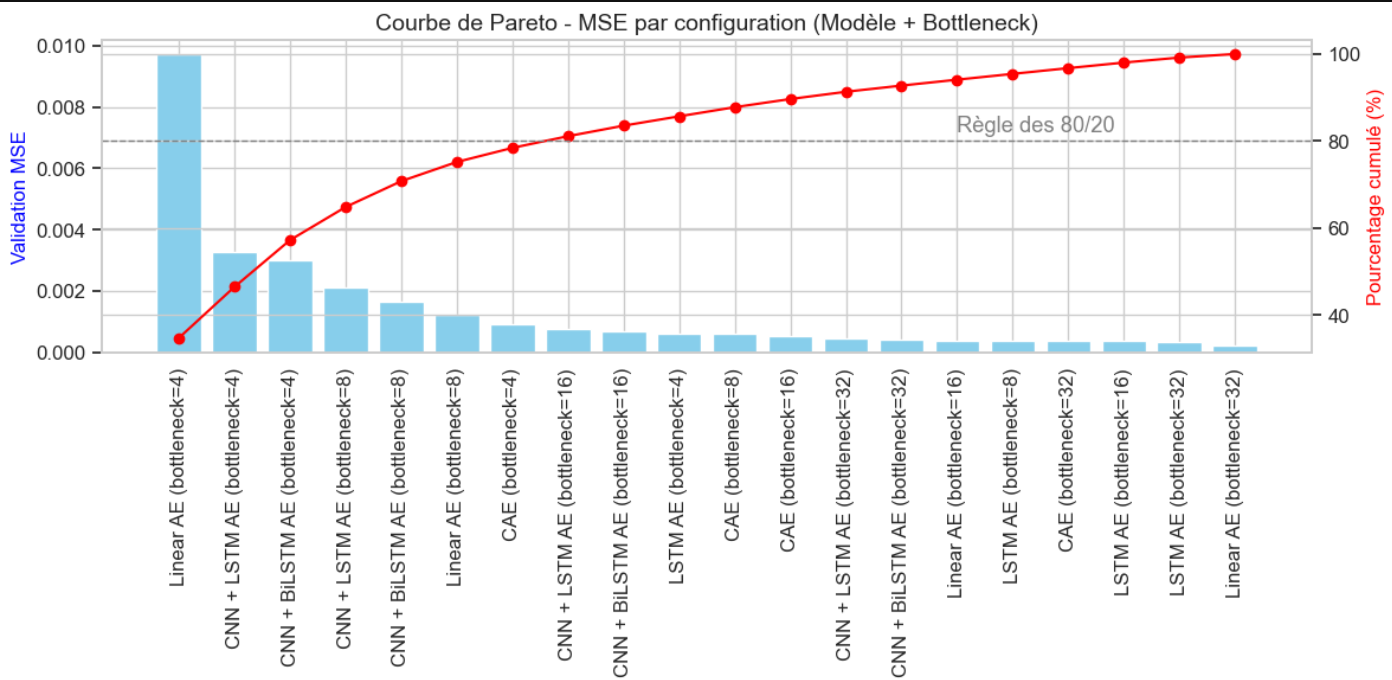 Courbe de Pareto - MSE par configuration (Modèle + Bottleneck)
Validation MSE
0.010
0.008
0.006
0.004
0.002
0.000
Règle des 80/20
100
80
60
40
Pourcentage cumulé (%)
Linear AE (bottleneck=4)
CNN + LSTM AE (bottleneck=4)
CNN + BiLSTM AE (bottleneck=4)
CNN + LSTM AE (bottleneck=8)
CNN + BiLSTM AE (bottleneck=8)
Linear AE (bottleneck=8)
CAE (bottleneck=4)
CNN + LSTM AE (bottleneck=16)
CNN + BiLSTM AE (bottleneck=16)
LSTM AE (bottleneck=4)
CAE (bottleneck=8)
CAE (bottleneck=16)
CNN + LSTM AE (bottleneck=32)
CNN + BiLSTM AE (bottleneck=32)
Linear AE (bottleneck=16)
LSTM AE (bottleneck=8)
CAE (bottleneck=32)
LSTM AE (bottleneck=16)
LSTM AE (bottleneck=32)
Linear AE (bottleneck=32)